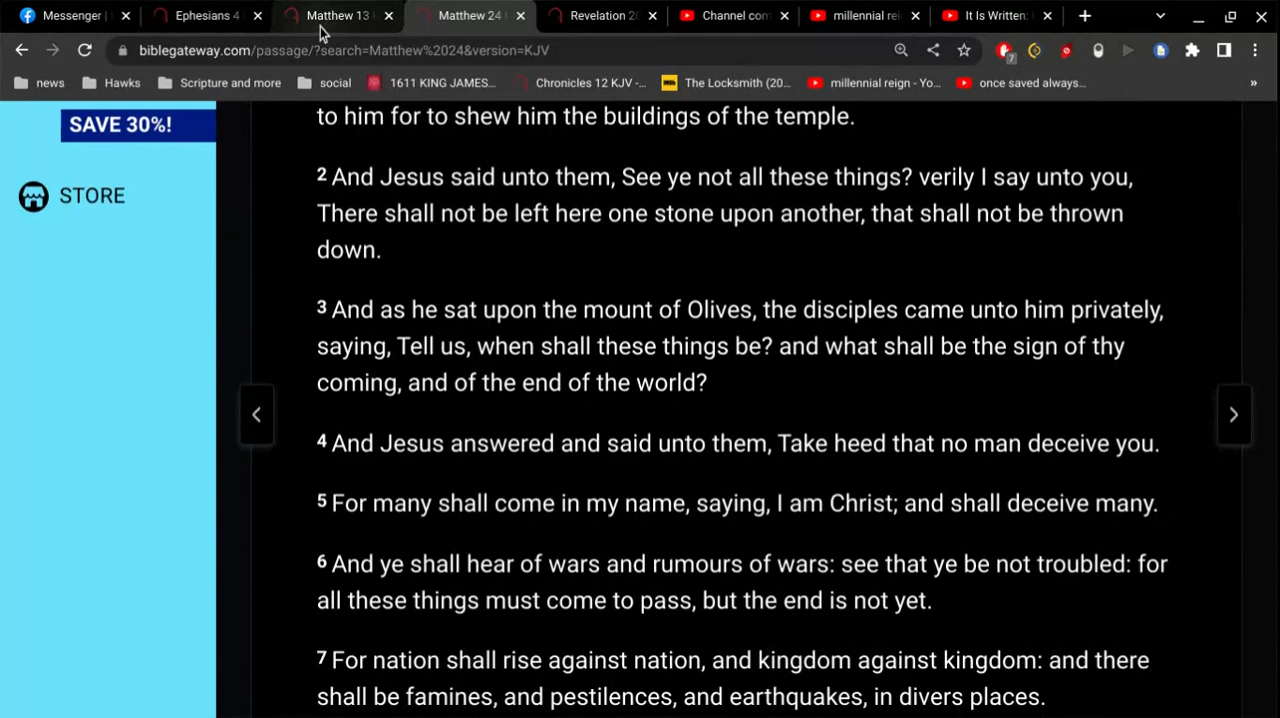 Messenger |
Ephesians 4
Matthew 13
Matthew 24
Revelation 20
Channel com
millennial rei
It Is Written:
biblegateway.com/passage/?search=Matthew%2024&version=KJV
7
news
Hawks
Scripture and more
social
1611 KING JAMES...
Chronicles 12 KJV -...
The Locksmith (20...
millennial reign - Yo...
once saved always...
»
SAVE 30%!
STORE
to him for to shew him the buildings of the temple.
2 And Jesus said unto them, See ye not all these things? verily I say unto you,
There shall not be left here one stone upon another, that shall not be thrown
down.
3 And as he sat upon the mount of Olives, the disciples came unto him privately,
saying, Tell us, when shall these things be? and what shall be the sign of thy
coming, and of the end of the world?
4 And Jesus answered and said unto them, Take heed that no man deceive you.
5 For many shall come in my name, saying, I am Christ; and shall deceive many.
6 And ye shall hear of wars and rumours of wars: see that ye be not troubled: for
all these things must come to pass, but the end is not yet.
7 For nation shall rise against nation, and kingdom against kingdom: and there
shall be famines, and pestilences, and earthquakes, in divers places.